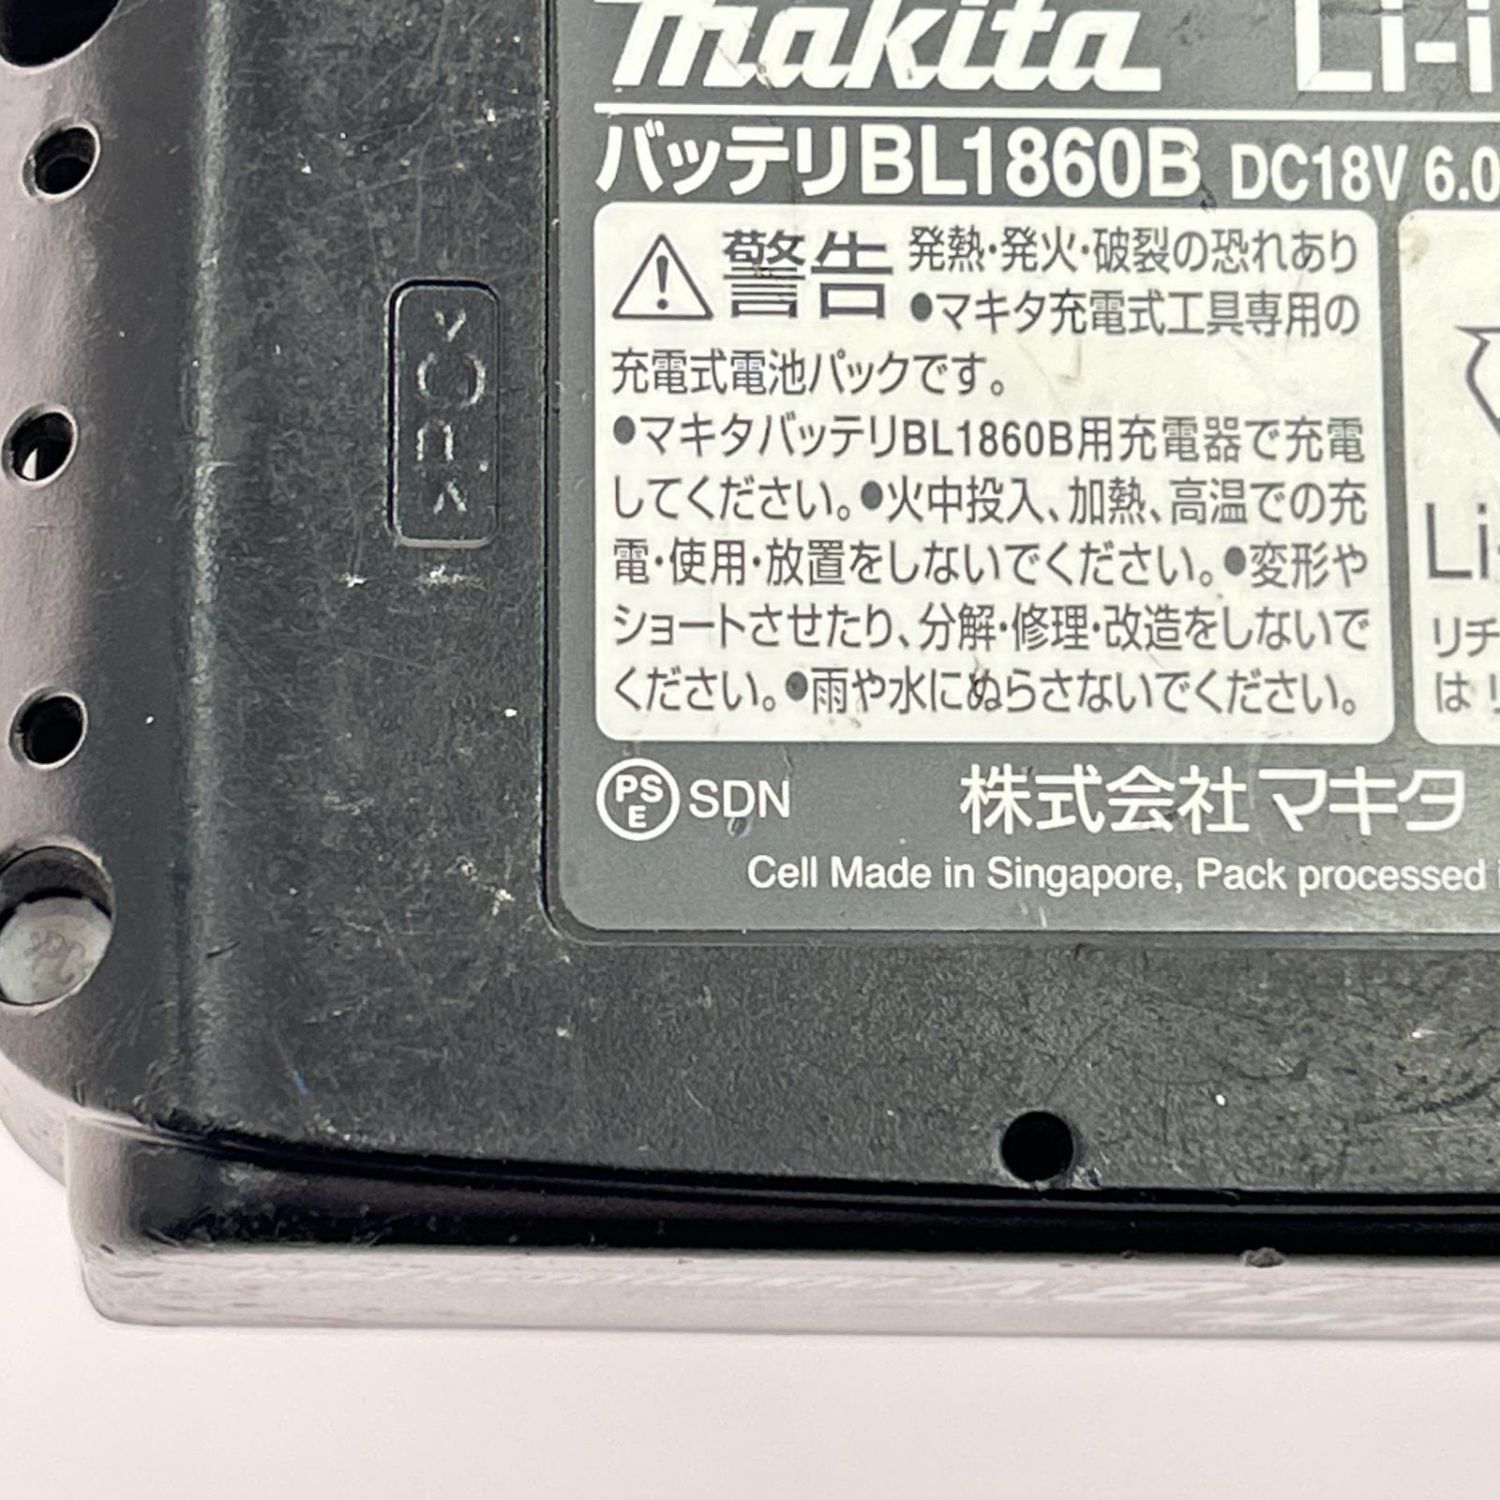 makita Li-i
バッテリBL1860B DC18V 6.0
警告 発熱・発火・破裂の恐れあり
●マキタ充電式工具専用の
充電式電池パックです。
●マキタバッテリBL1860B用充電器で充電
してください。●火中投入、加熱、高温での充
電・使用・放置をしないでください。●変形や
ショートさせたり、分解・修理・改造をしないで
ください。●雨や水にぬらさないでください。
Li-
リチ
は リ
PSE SDN 株式会社マキタ
Cell Made in Singapore, Pack processed i